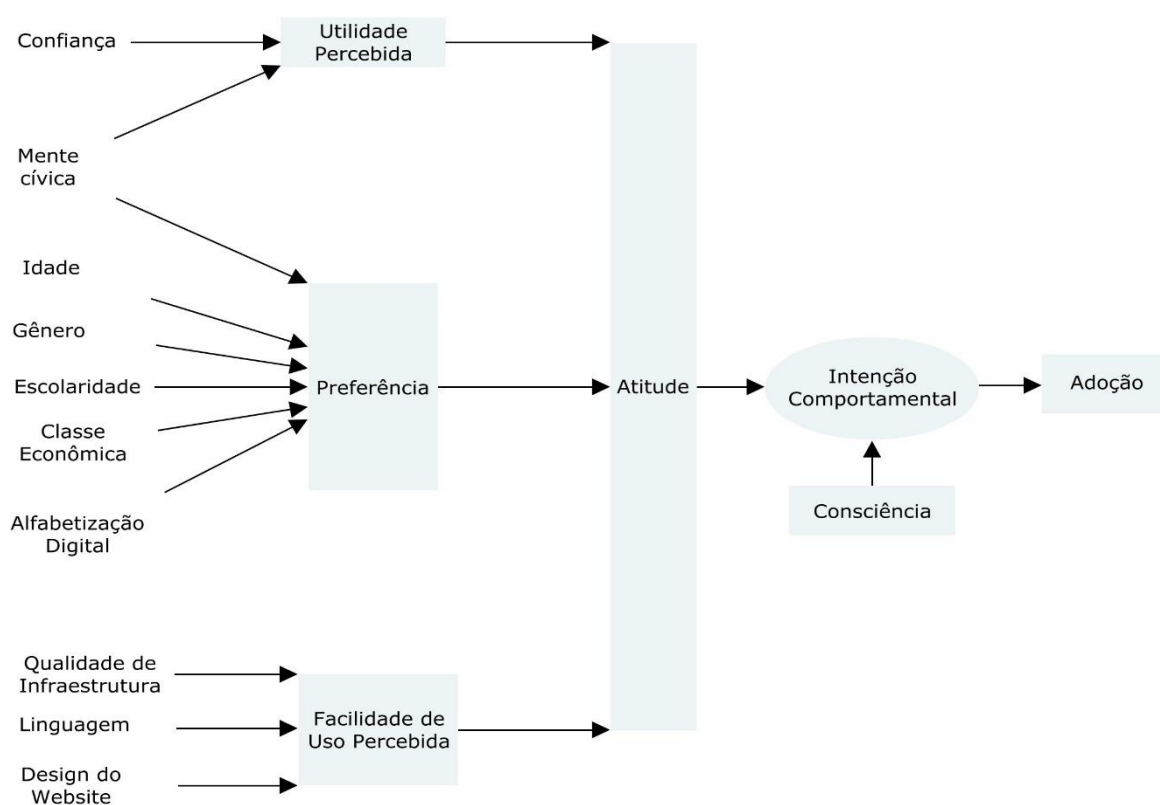 Confiança
Utilidade
Percebida
Mente
cívica
Idade
Gênero
Escolaridade
Classe
Econômica
Alfabetização
Digital
Preferência
Qualidade de
Infraestrutura
Linguagem
Design do
Website
Facilidade de
Uso Percebida
Atitude
Intenção
Comportamental
Consciência
Adoção